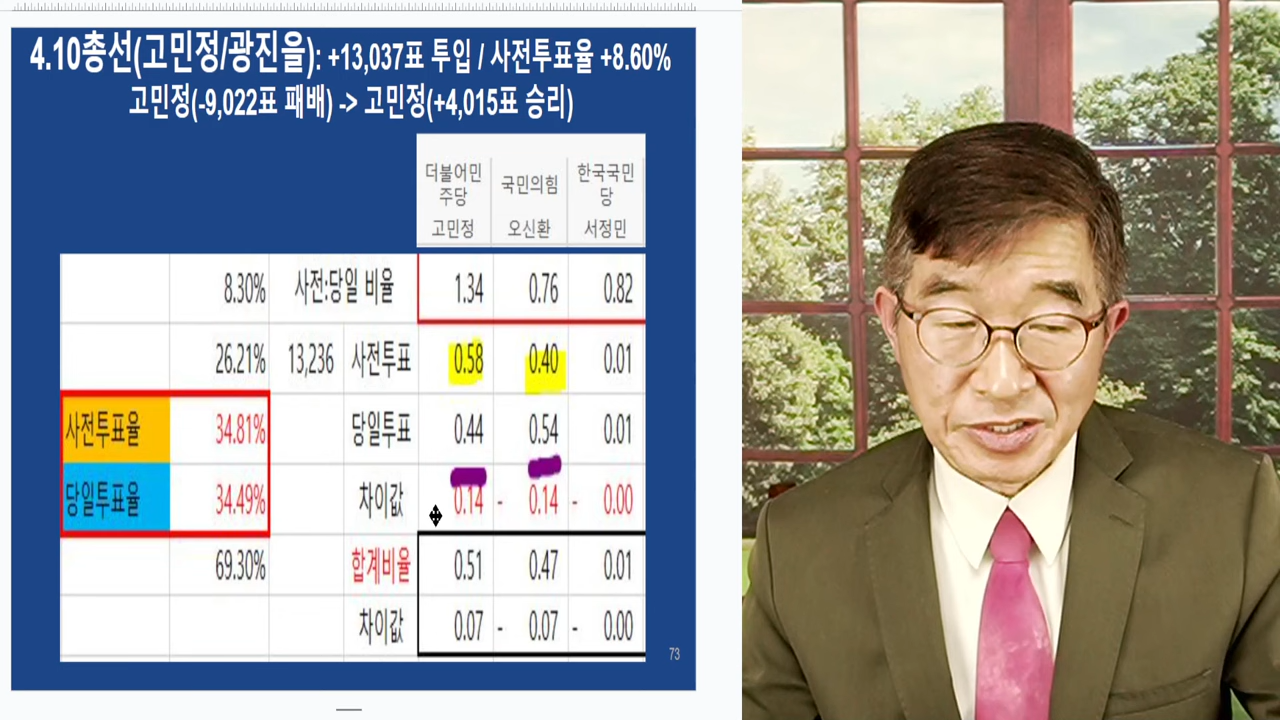 4.10총선(고민정/광진을): +13,037표 투입 / 사전투표율 +8.60%
고민정(-9,022표 패배) -> 고민정(+4,015표 승리)
더불어민주당 국민의힘 한국국민당
고민정 오신환 서정민
8.30% 사전:당일 비율 1.34 0.76 0.82
26.21% 13,236 사전투표 0.58 0.40 0.01
사전투표율 34.81% 당일투표 0.44 0.54 0.01
당일투표율 34.49% 차이값 0.14 - 0.14 - 0.00
69.30% 합계비율 0.51 0.47 0.01
차이값 0.07 - 0.07 - 0.00
73